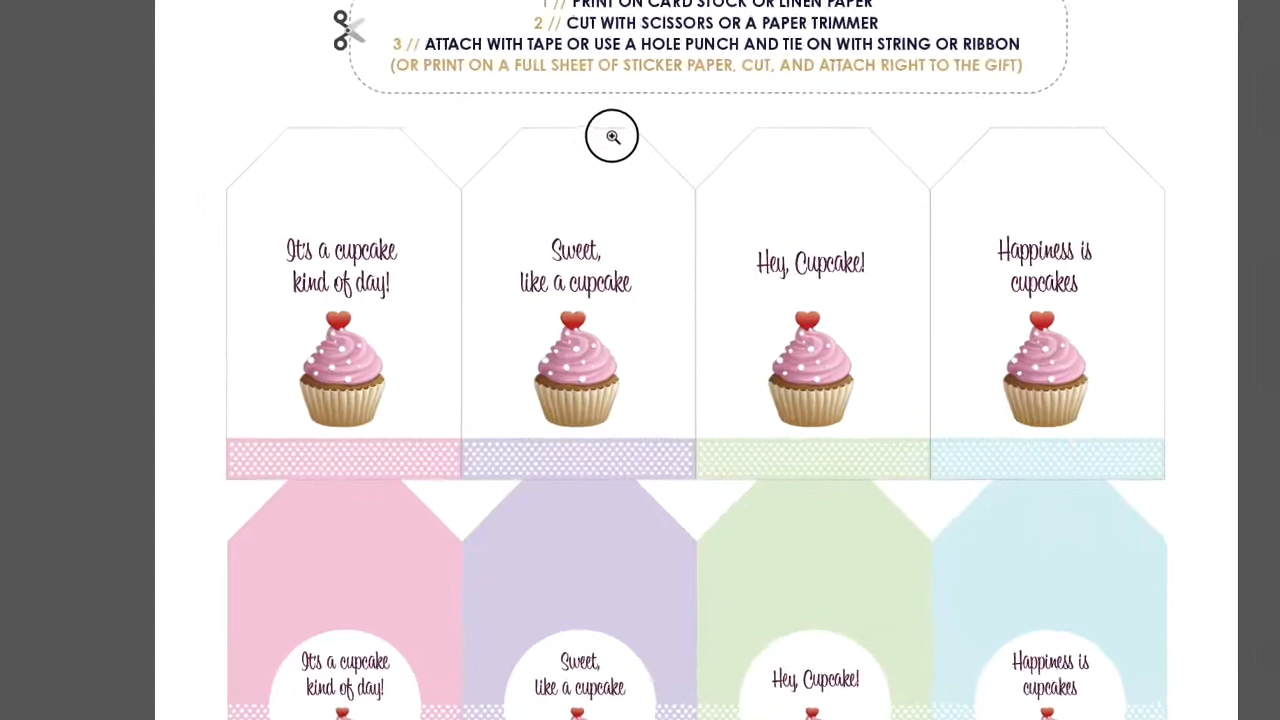 1 // PRINT ON CARD STOCK OR LINEN PAPER
2 // CUT WITH SCISSORS OR A PAPER TRIMMER
3 // ATTACH WITH TAPE OR USE A HOLE PUNCH AND TIE ON WITH STRING OR RIBBON
(OR PRINT ON A FULL SHEET OF STICKER PAPER, CUT, AND ATTACH RIGHT TO THE GIFT)
It's a cupcake
kind of day!
Sweet,
like a cupcake
Hey, Cupcake!
Happiness is
cupcakes
It's a cupcake
kind of day!
Sweet,
like a cupcake
Hey, Cupcake!
Happiness is
cupcakes